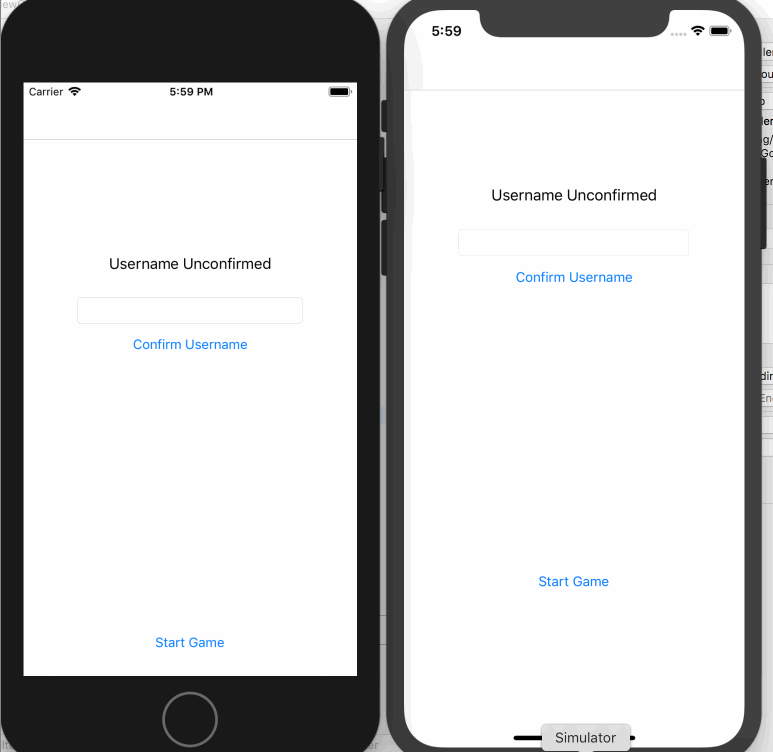 Carrier
5:59 PM
Username Unconfirmed
Confirm Username
Start Game
5:59
Username Unconfirmed
Confirm Username
Start Game
Simulator